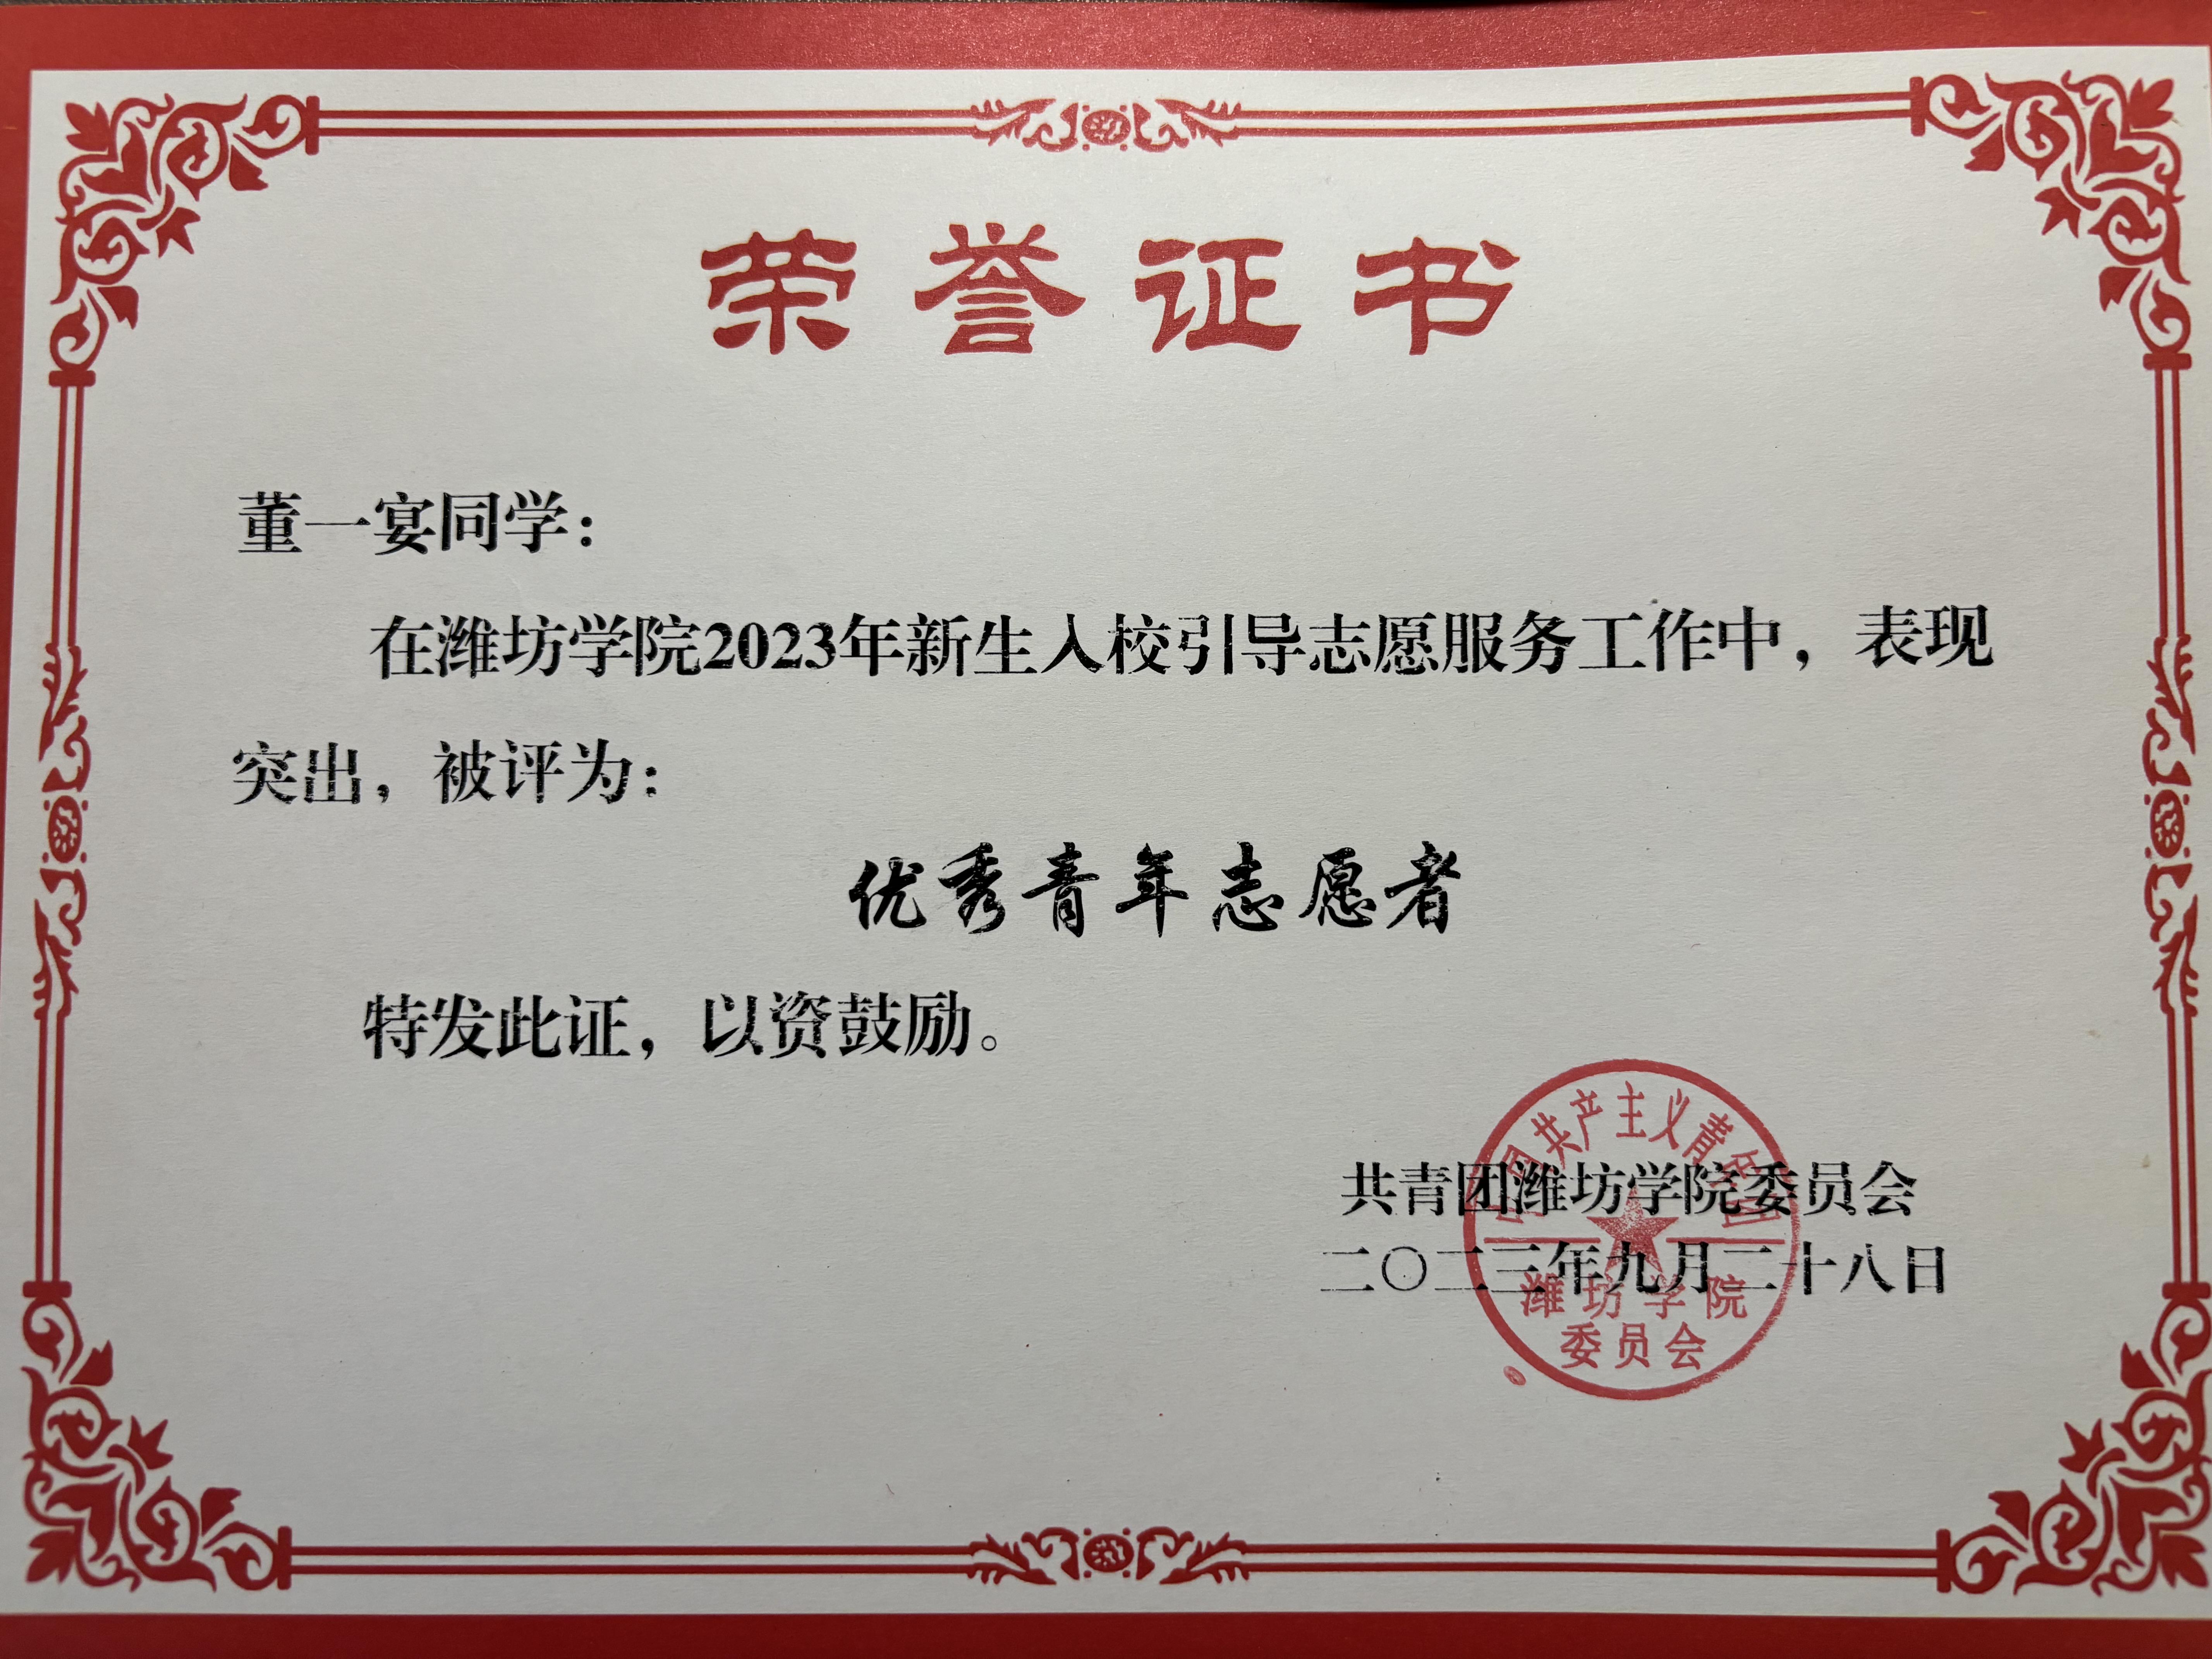 荣誉证书
董一宴同学：
在潍坊学院2023年新生入校引导志愿服务工作中，表现
突出，被评为：
优秀青年志愿者
特发此证，以资鼓励。
共青团潍坊学院委员会
二〇二三年九月二十八日
中国共产主义青年团
潍坊学院
委员会